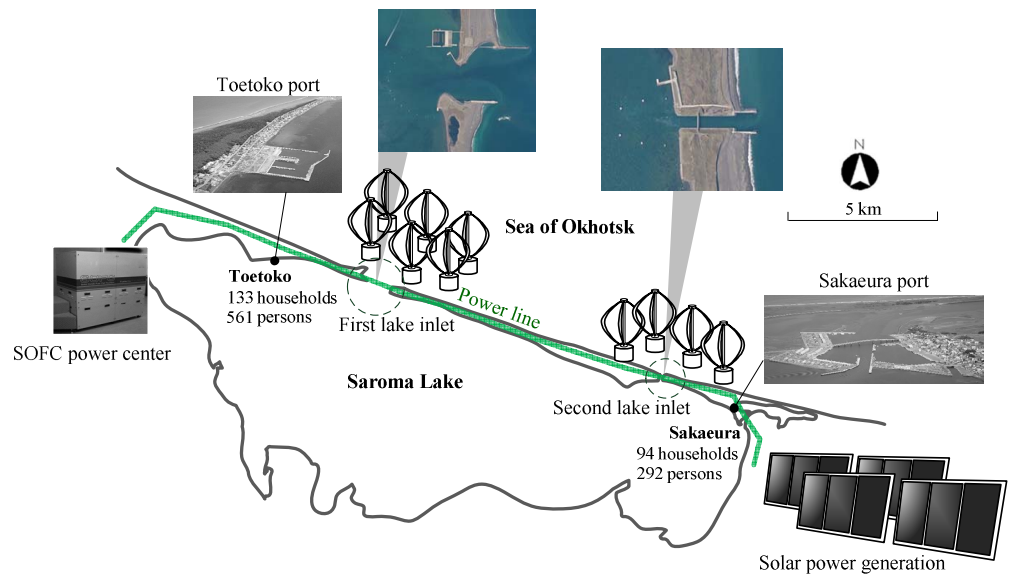 Toetoko port
N
5 km
Sea of Okhotsk
Toetoko
133 households
561 persons
First lake inlet
Power line
Sakaeura port
SOFC power center
Saroma Lake
Second lake inlet
Sakaeura
94 households
292 persons
Solar power generation